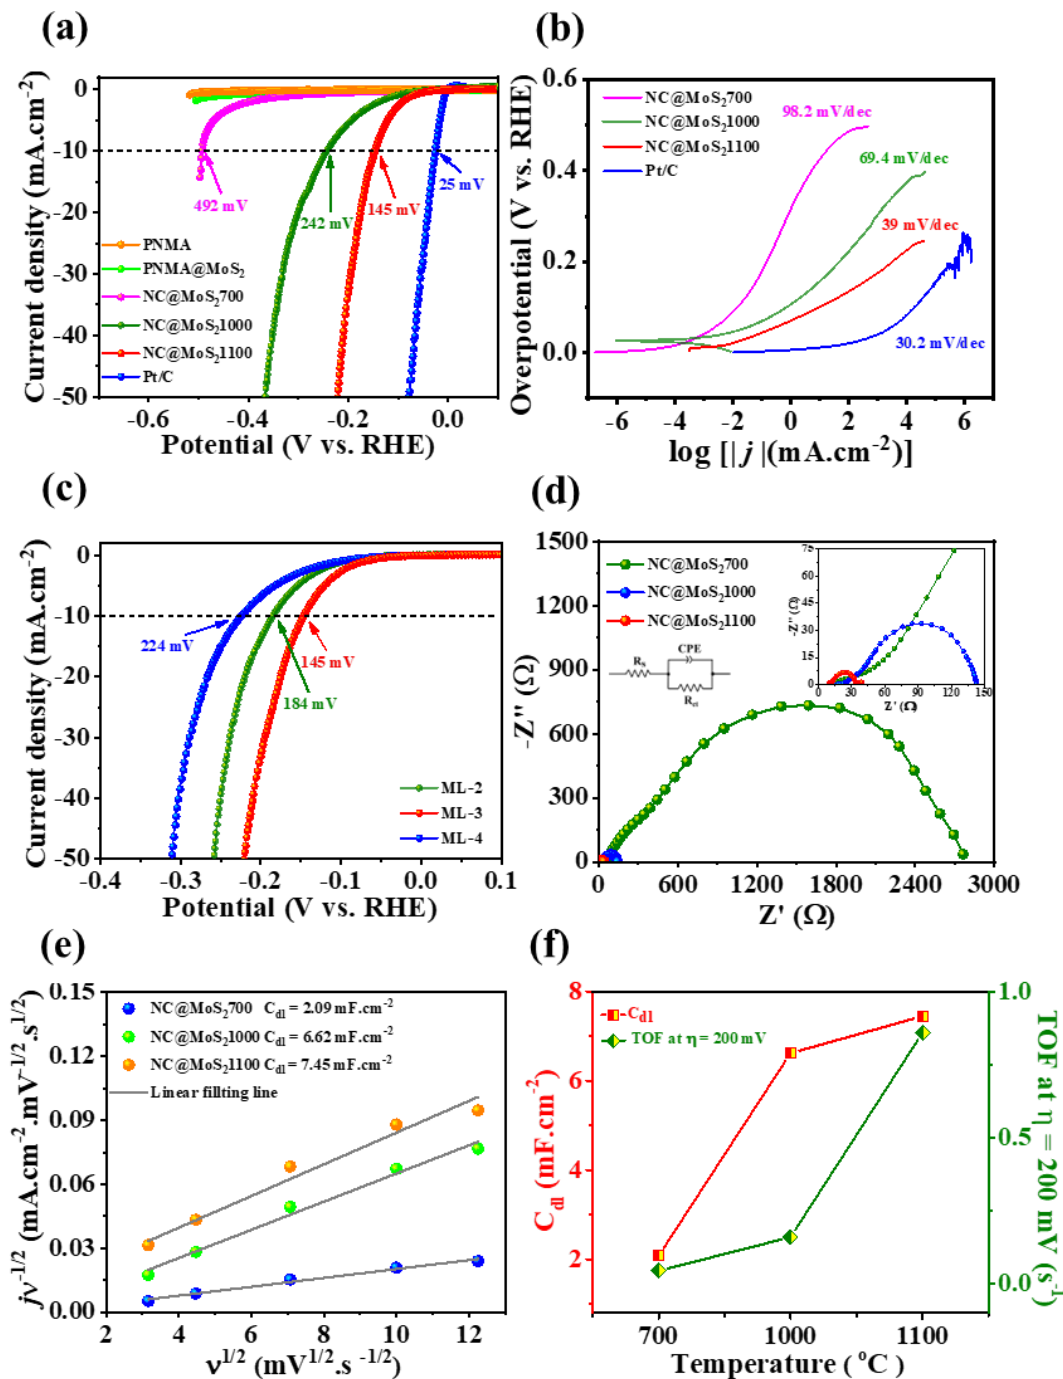 (a)
Current density (mA.cm-2)
0
-10
-20
-30
-40
-50
492 mV
242 mV
145 mV
25 mV
PNMA
PNMA@MoS2
NC@MoS2700
NC@MoS21000
NC@MoS21100
Pt/C
-0.6 -0.4 -0.2 0.0
Potential (V vs. RHE)
(b)
Overpotential (V vs. RHE)
0.6
0.4
0.2
0.0
NC@MoS2700
NC@MoS21000
NC@MoS21100
Pt/C
98.2 mV/dec
69.4 mV/dec
39 mV/dec
30.2 mV/dec
-6 -4 -2 0 2 4 6
log [| j |(mA.cm-2)]
(c)
Current density (mA.cm-2)
0
-10
-20
-30
-40
-50
224 mV
145 mV
184 mV
ML-2
ML-3
ML-4
-0.4 -0.3 -0.2 -0.1 0.0 0.1
Potential (V vs. RHE)
(d)
-Z'' (Ω)
1500
1200
900
600
300
0
NC@MoS2700
NC@MoS21000
NC@MoS21100
CPE
Rs
Rct
-Z'' (Ω)
75
60
45
30
15
0
0 30 60 90 120 150
Z' (Ω)
0 600 1200 1800 2400 3000
Z' (Ω)
(e)
jv-1/2 (mA.cm-2.mV-1/2.s1/2)
0.15
0.12
0.09
0.06
0.03
0.00
NC@MoS2700 Cdl = 2.09 mF.cm-2
NC@MoS21000 Cdl = 6.62 mF.cm-2
NC@MoS21100 Cdl = 7.45 mF.cm-2
Linear fillting line
2 4 6 8 10 12
v1/2 (mV1/2.s -1/2)
(f)
Cdl (mF.cm-2)
8
6
4
2
Cdl
TOF at η = 200 mV
1.0
0.5
0.0
TOF at η = 200 mV (s-1)
700 1000 1100
Temperature ( oC)